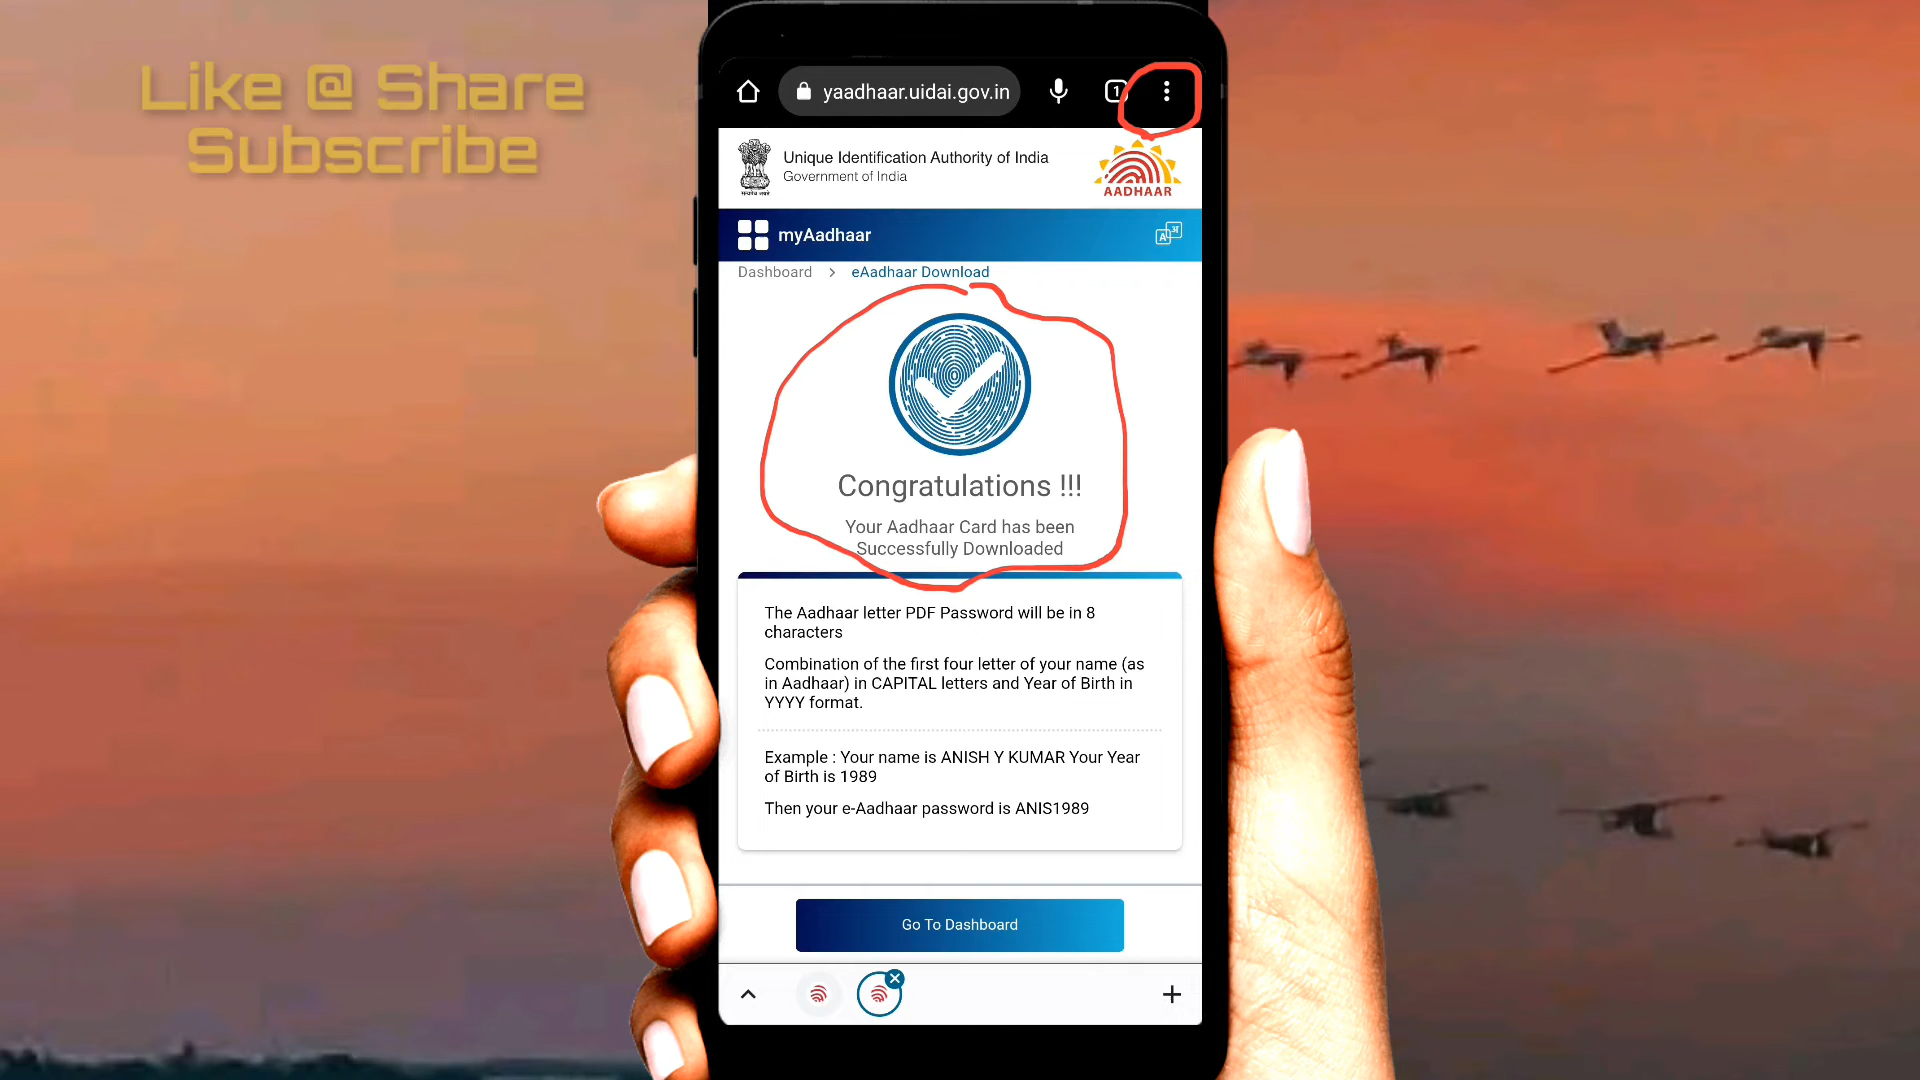 Like @ Share
Subscribe
yaadhaar.uidai.gov.in
1
Unique Identification Authority of India
Government of India
AADHAAR
myAadhaar
A अ
Dashboard > eAadhaar Download
Congratulations !!!
Your Aadhaar Card has been
Successfully Downloaded
The Aadhaar letter PDF Password will be in 8
characters
Combination of the first four letter of your name (as
in Aadhaar) in CAPITAL letters and Year of Birth in
YYYY format.
Example : Your name is ANISH Y KUMAR Your Year
of Birth is 1989
Then your e-Aadhaar password is ANIS1989
Go To Dashboard